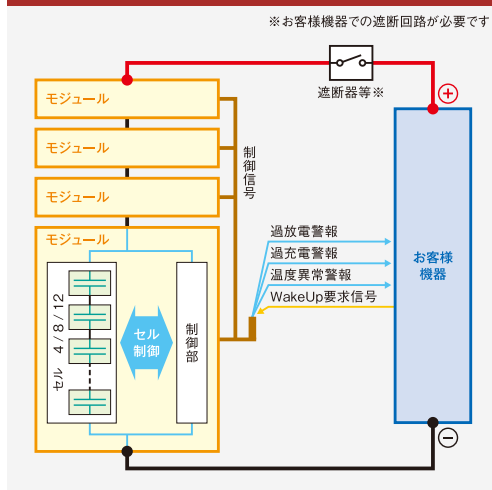 ※お客様機器での遮断回路が必要です
遮断器等※
+
モジュール
モジュール
モジュール
モジュール
制御信号
過放電警報
過充電警報
温度異常警報
WakeUp要求信号
お客様
機器
セル 4/8/12
セル
制御
制御部
−